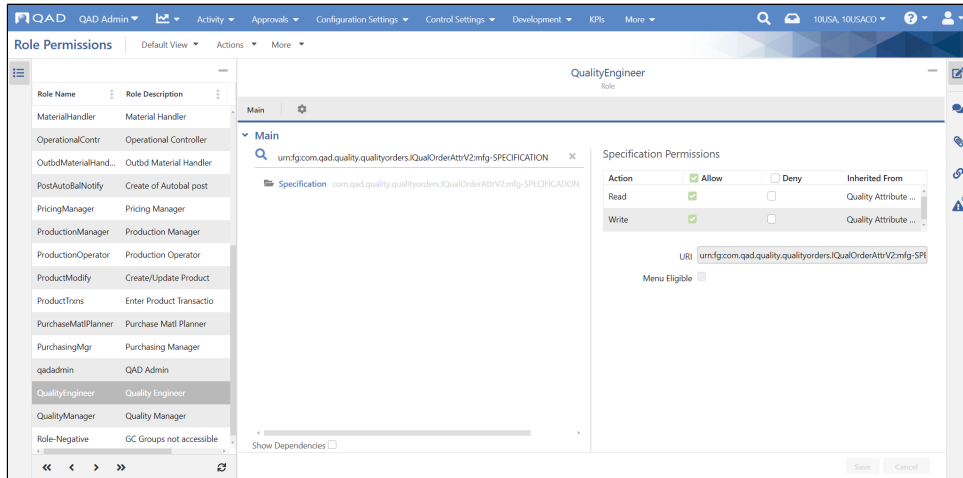 QAD QAD Admin Activity Approvals Configuration Settings Control Settings Development KPIs More 10USA, 10USACO
Role Permissions Default View Actions More
QualityEngineer
Role
Role Name Role Description
Main
MaterialHandler Material Handler
OperationalContr Operational Controller
OutbdMaterialHand... Outbd Material Handler
PostAutoBalNotify Create of Autobal post
PricingManager Pricing Manager
ProductionManager Production Manager
ProductionOperator Production Operator
ProductModify Create/Update Product
ProductTrxns Enter Product Transactio
PurchaseMatlPlanner Purchase Matl Planner
PurchasingMgr Purchasing Manager
qadadmin QAD Admin
QualityEngineer Quality Engineer
QualityManager Quality Manager
Role-Negative GC Groups not accessible
Main
urn:fg:com.qad.quality.qualityorders.IQualOrderAttrV2:mfg-SPECIFICATION
Specification com.qad.quality.qualityorders.IQualOrderAttrV2:mfg-SPECIFICATION
Show Dependencies
Specification Permissions
Action Allow Deny Inherited From
Read Quality Attribute ...
Write Quality Attribute ...
URI urn:fg:com.qad.quality.qualityorders.IQualOrderAttrV2:mfg-SPE
Menu Eligible
Save Cancel